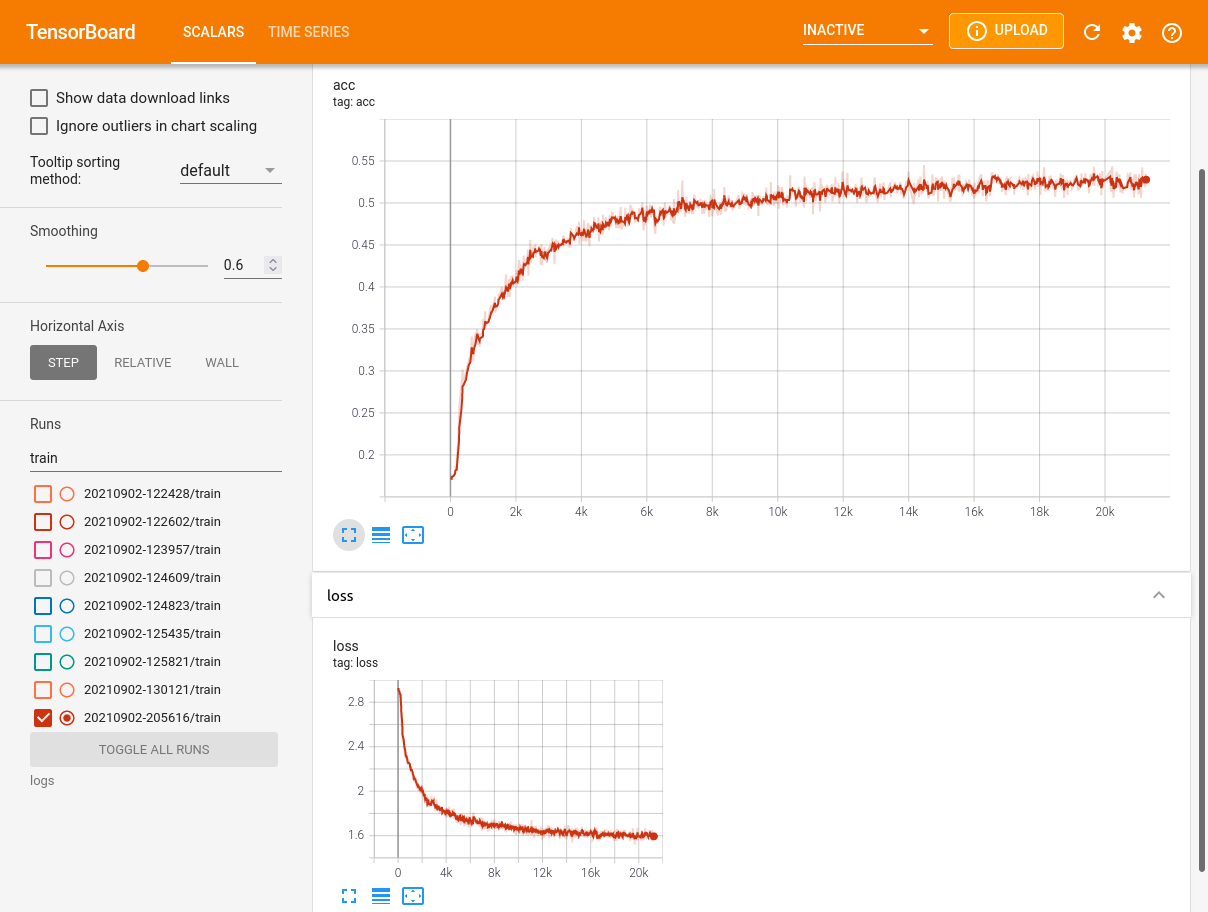 TensorBoard
SCALARS
TIME SERIES
INACTIVE
UPLOAD
Show data download links
Ignore outliers in chart scaling
Tooltip sorting
method:
default
Smoothing
0.6
Horizontal Axis
STEP
RELATIVE
WALL
Runs
train
20210902-122428/train
20210902-122602/train
20210902-123957/train
20210902-124609/train
20210902-124823/train
20210902-125435/train
20210902-125821/train
20210902-130121/train
20210902-205616/train
TOGGLE ALL RUNS
logs
acc
tag: acc
0.55
0.5
0.45
0.4
0.35
0.3
0.25
0.2
0 2k 4k 6k 8k 10k 12k 14k 16k 18k 20k
loss
loss
tag: loss
2.8
2.4
2
1.6
0 4k 8k 12k 16k 20k